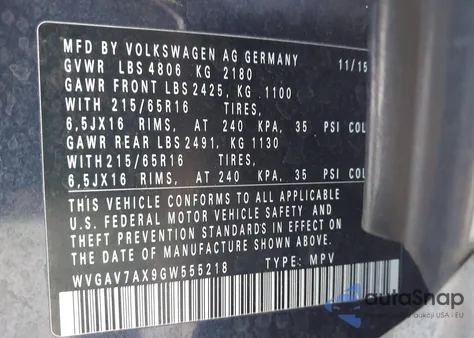 MFD BY VOLKSWAGEN AG GERMANY 11/15
GVWR LBS 4806 KG 2180
GAWR FRONT LBS 2425, KG 1100
WITH 215/65R16 TIRES,
6,5JX16 RIMS, AT 240 KPA, 35 PSI COL
GAWR REAR LBS 2491, KG 1130
WITH215/65R16 TIRES,
6,5JX16 RIMS, AT 240 KPA, 35 PSI COL
THIS VEHICLE CONFORMS TO ALL APPLICABLE
U.S. FEDERAL MOTOR VEHICLE SAFETY AND
THEFT PREVENTION STANDARDS IN EFFECT ON
THE DATE OF MANUFACTURE SHOWN ABOVE
WVGAV7AX9GW555218 TYPE: MPV
autoSnap
aukcji USA i EU